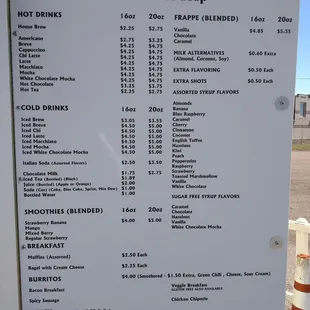 HOT DRINKS 16oz 20oz
House Brew $2.25 $2.75
Americano $2.75 $3.25
Breve $4.25 $4.75
Cappuccino $4.25 $4.75
Chi Latte $4.25 $4.75
Latte $4.25 $4.75
Macchiato $4.25 $4.75
Mocha $4.25 $4.75
White Chocolate Mocha $4.25 $4.75
Hot Chocolate $2.25 $2.75
Hot Tea $2.25 $2.75
COLD DRINKS 16oz 20oz
Iced Brew $3.05 $3.55
Iced Breve $4.50 $5.00
Iced Chi $4.50 $5.00
Iced Latte $4.50 $5.00
Iced Macchiato $4.50 $5.00
Iced Mocha $4.50 $5.00
Iced White Chocolate Mocha $4.50 $5.00
Italian Soda (Assorted Flavors) $2.50 $3.50
Chocolate Milk $1.75 $2.75
Iced Tea (Bottled) (Black) $1.89
Juice (Bottled) (Apple or Orange) $2.00
Soda (Can) (Coke, Diet Coke, Sprite, Mtn Dew) $1.00
Bottled Water $1.00
SMOOTHIES (BLENDED) 16oz 20oz
Strawberry Banana $4.00 $5.00
Mango
Mixed Berry
Regular Strawberry
BREAKFAST
Muffins (Assorted) $2.50 Each
Bagel with Cream Cheese $2.25 Each
BURRITOS $4.00 (Smothered - $1.50 Extra, Green Chili, Cheese, Sour Cream)
Bacon Breakfast Veggie Breakfast
GLUTEN FREE ALSO AVAILABLE
Spicy Sausage Chicken Chipotle
FRAPPE (BLENDED) 16oz 20oz
Vanilla $4.85 $5.35
Chocolate
Caramel
MILK ALTERNATIVES $0.60 Extra
(Almond, Coconut, Soy)
EXTRA FLAVORING $0.50 Each
EXTRA SHOTS $0.50 Each
ASSORTED SYRUP FLAVORS
Almonds
Banana
Blue Raspberry
Caramel
Cherry
Cinnamon
Coconut
English Toffee
Hazelnut
Kiwi
Peach
Peppermint
Raspberry
Strawberry
Toasted Marshmallow
Vanilla
White Chocolate
SUGAR FREE SYRUP FLAVORS
Caramel
Chocolate
Hazelnut
Vanilla
White Chocolate